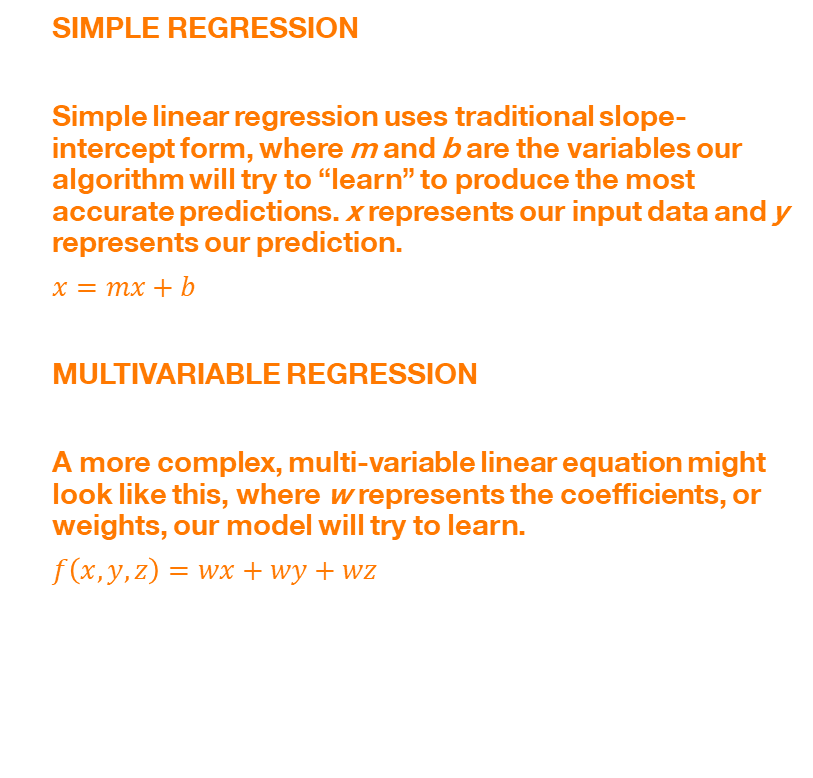 SIMPLE REGRESSION
Simple linear regression uses traditional slope-
intercept form, where m and b are the variables our
algorithm will try to “learn” to produce the most
accurate predictions. x represents our input data and y
represents our prediction.
x = mx + b
MULTIVARIABLE REGRESSION
A more complex, multi-variable linear equation might
look like this, where w represents the coefficients, or
weights, our model will try to learn.
f(x, y, z) = wx + wy + wz